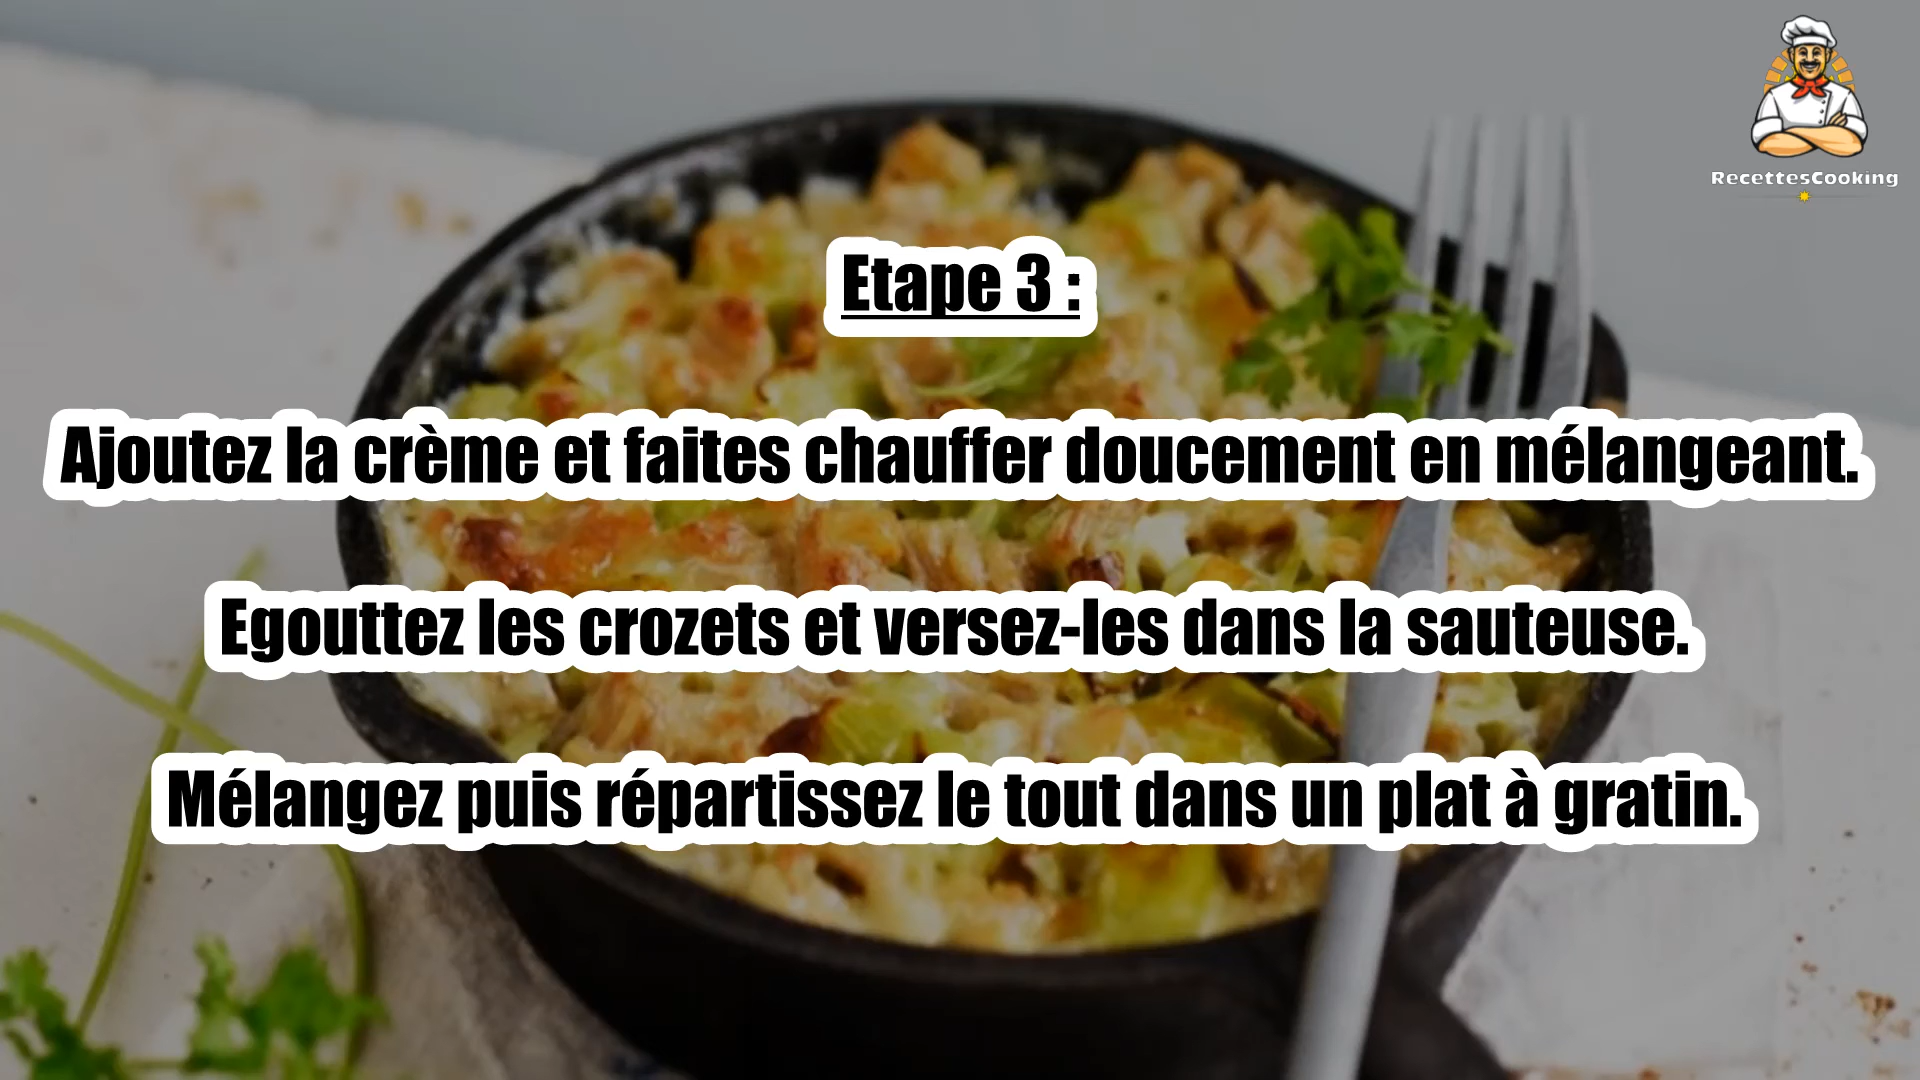 RecettesCooking
Etape 3 :
Ajoutez la crème et faites chauffer doucement en mélangeant.
Egouttez les crozets et versez-les dans la sauteuse.
Mélangez puis répartissez le tout dans un plat à gratin.